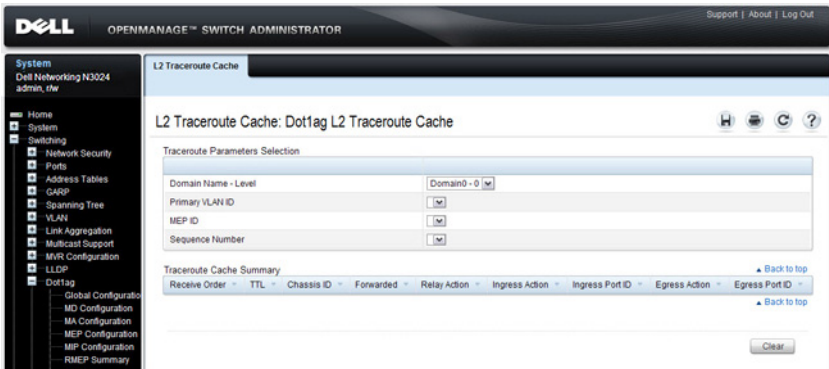 Support | About | Log Out
DELL OPENMANAGE™ SWITCH ADMINISTRATOR
System
Dell Networking N3024
admin, r/w
L2 Traceroute Cache
Home
System
Switching
Network Security
Ports
Address Tables
GARP
Spanning Tree
VLAN
Link Aggregation
Multicast Support
MVR Configuration
LLDP
Dot1ag
Global Configuratio
MD Configuration
MA Configuration
MEP Configuration
MIP Configuration
RMEP Summary
L2 Traceroute Cache: Dot1ag L2 Traceroute Cache
?
Traceroute Parameters Selection
Domain Name - Level Domain0 - 0
Primary VLAN ID
MEP ID
Sequence Number
Back to top
Traceroute Cache Summary
Receive Order TTL Chassis ID Forwarded Relay Action Ingress Action Ingress Port ID Egress Action Egress Port ID
Back to top
Clear